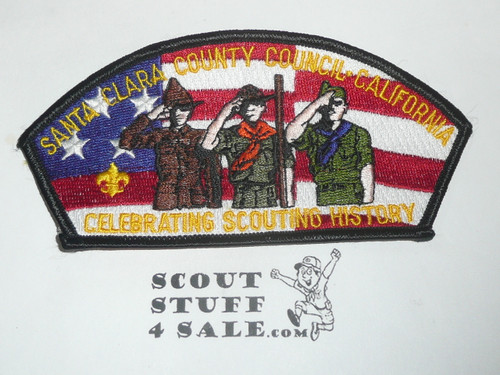 SANTA CLARA COUNTY COUNCIL • CALIFORNIA
CELEBRATING SCOUTING HISTORY
SCOUT
STUFF
4 SALE.com